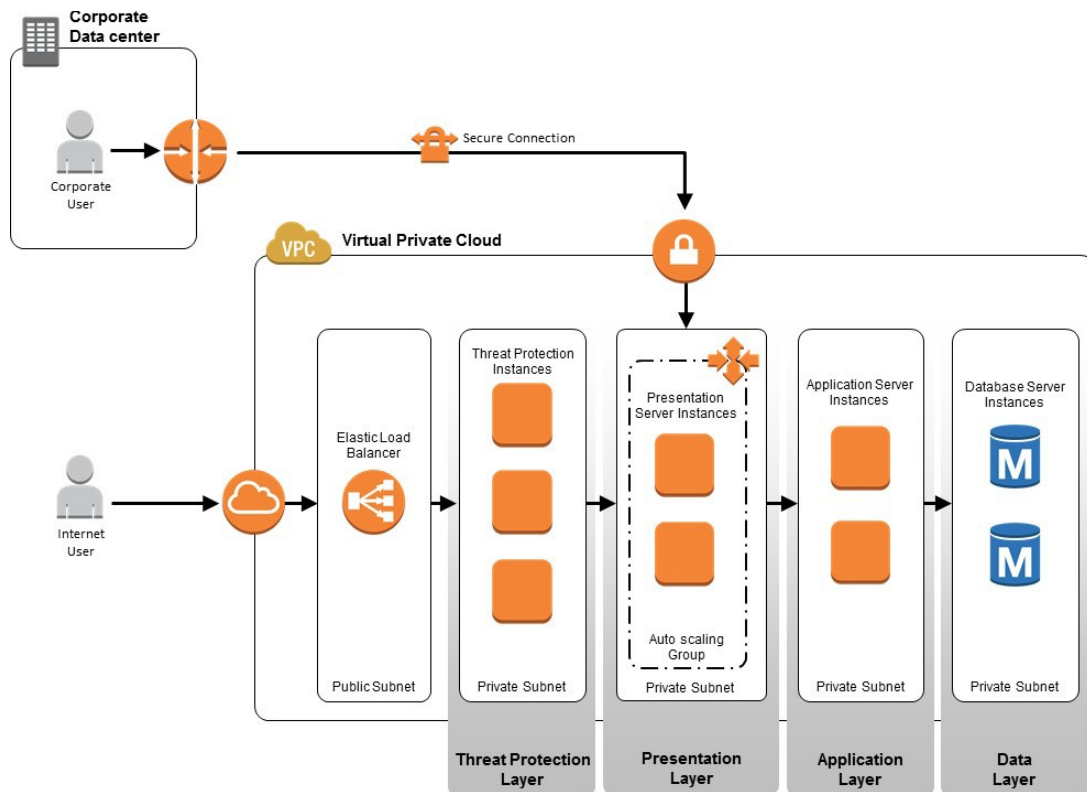 Corporate
Data center
Corporate
User
Secure Connection
VPC
Virtual Private Cloud
Internet
User
Elastic Load
Balancer
Public Subnet
Threat Protection
Instances
Private Subnet
Presentation
Server Instances
Auto scaling
Group
Private Subnet
Application Server
Instances
Private Subnet
Database Server
Instances
M
M
Private Subnet
Threat Protection
Layer
Presentation
Layer
Application
Layer
Data
Layer